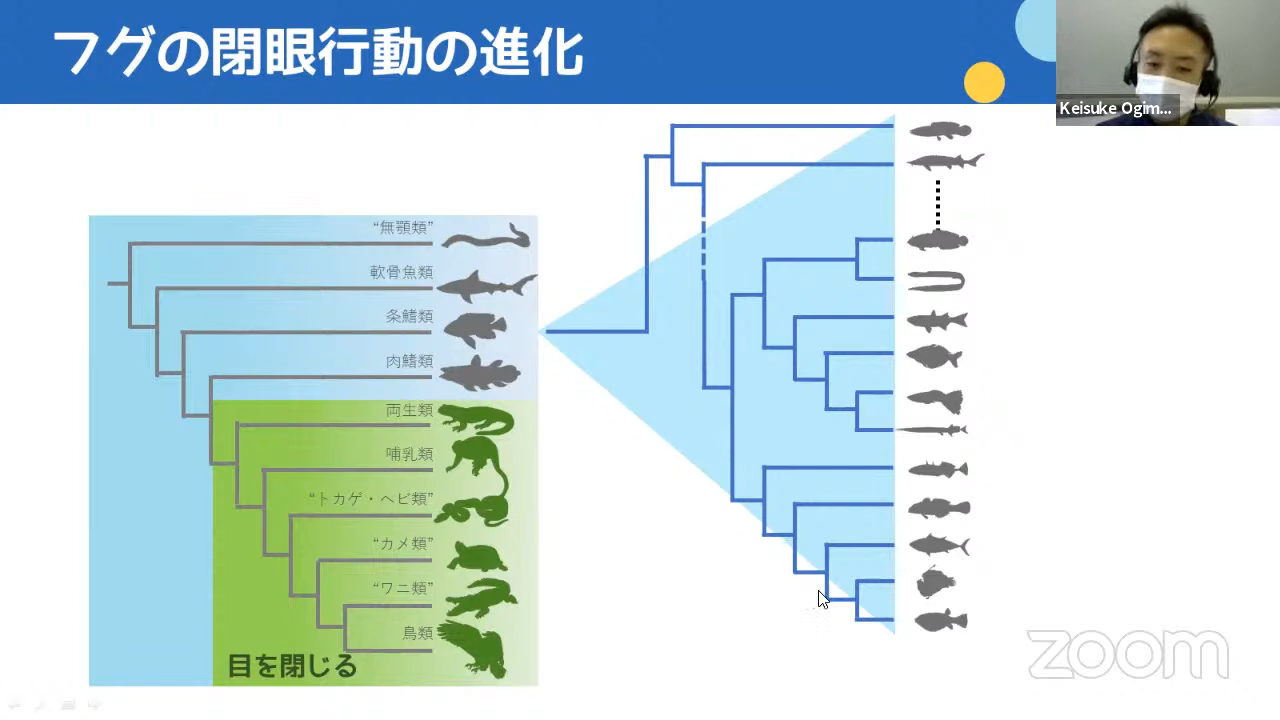 フグの閉眼行動の進化
Keisuke Ogim...
“無顎類”
軟骨魚類
条鰭類
肉鰭類
両生類
哺乳類
“トカゲ・ヘビ類”
“カメ類”
“ワニ類”
鳥類
目を閉じる
zoom